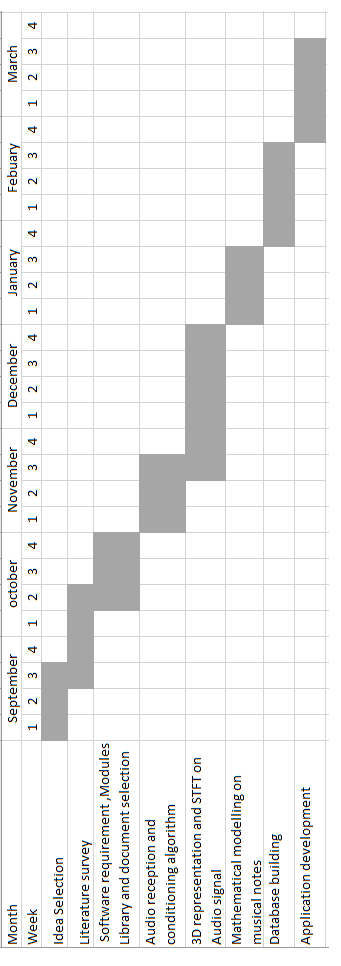 Month September october November December January Febuary March
Week 1 2 3 4 1 2 3 4 1 2 3 4 1 2 3 4 1 2 3 4 1 2 3 4 1 2 3 4
Idea Selection
Literature survey
Software requirement ,Modules
Library and document selection
Audio reception and
conditioning algorithm
3D representation and STFT on
Audio signal
Mathematical modelling on
musical notes
Database building
Application development